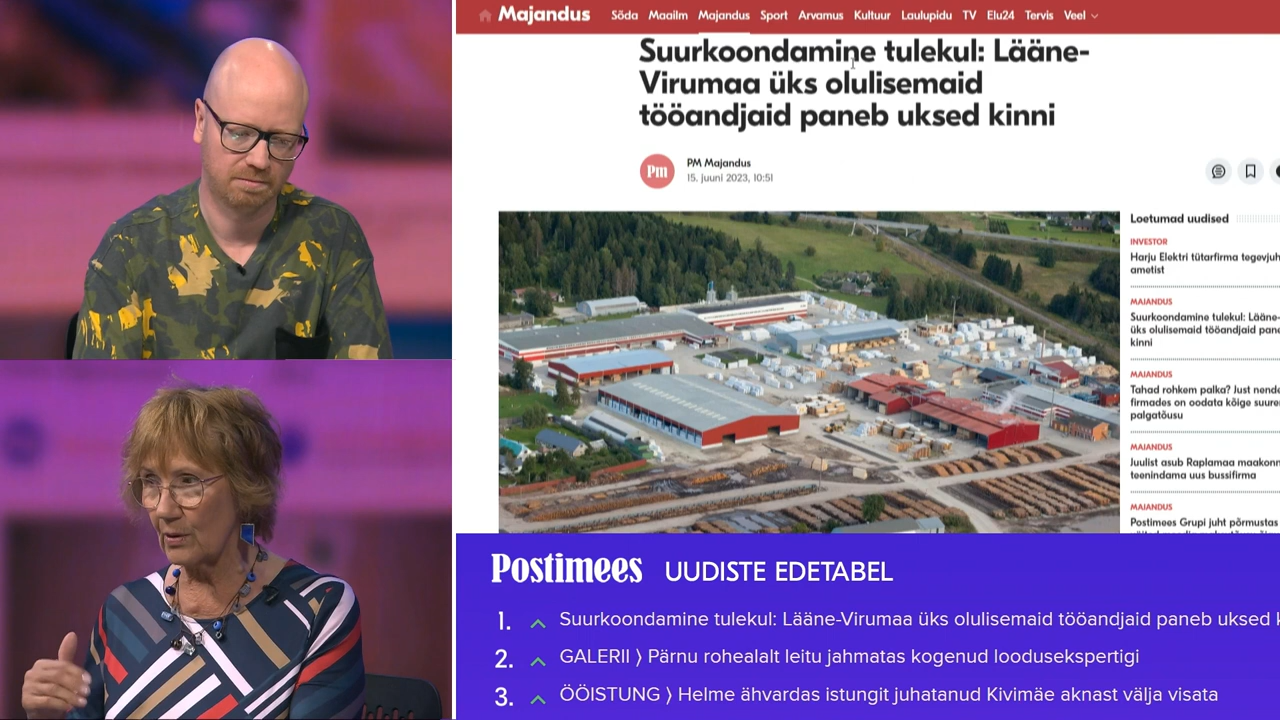 Majandus
Sõda Maailm Majandus Sport Arvamus Kultuur Laulupidu TV Elu24 Tervis Veel
Suurkoondamine tulekul: Lääne-
Virumaa üks olulisemaid
tööandjaid paneb uksed kinni
Pm
PM Majandus
15. juuni 2023, 10:51
Loetumad uudised
INVESTOR
Harju Elektri tütarfirma tegevjuh
ametist
MAJANDUS
Suurkoondamine tulekul: Lääne-
üks olulisemaid tööandjaid pane
kinni
MAJANDUS
Tahad rohkem palka? Just nende
firmades on oodata kõige suure
palgatõusu
MAJANDUS
Juulist asub Raplamaa maakonn
teenindama uus bussifirma
MAJANDUS
Postimees Grupi juht põrmustas
Postimees UUDISTE EDETABEL
1. Suurkoondamine tulekul: Lääne-Virumaa üks olulisemaid tööandjaid paneb uksed k
2. GALERII ⟩ Pärnu rohealalt leitu jahmatas kogenud loodusekspertigi
3. ÖÖISTUNG ⟩ Helme ähvardas istungit juhatanud Kivimäe aknast välja visata